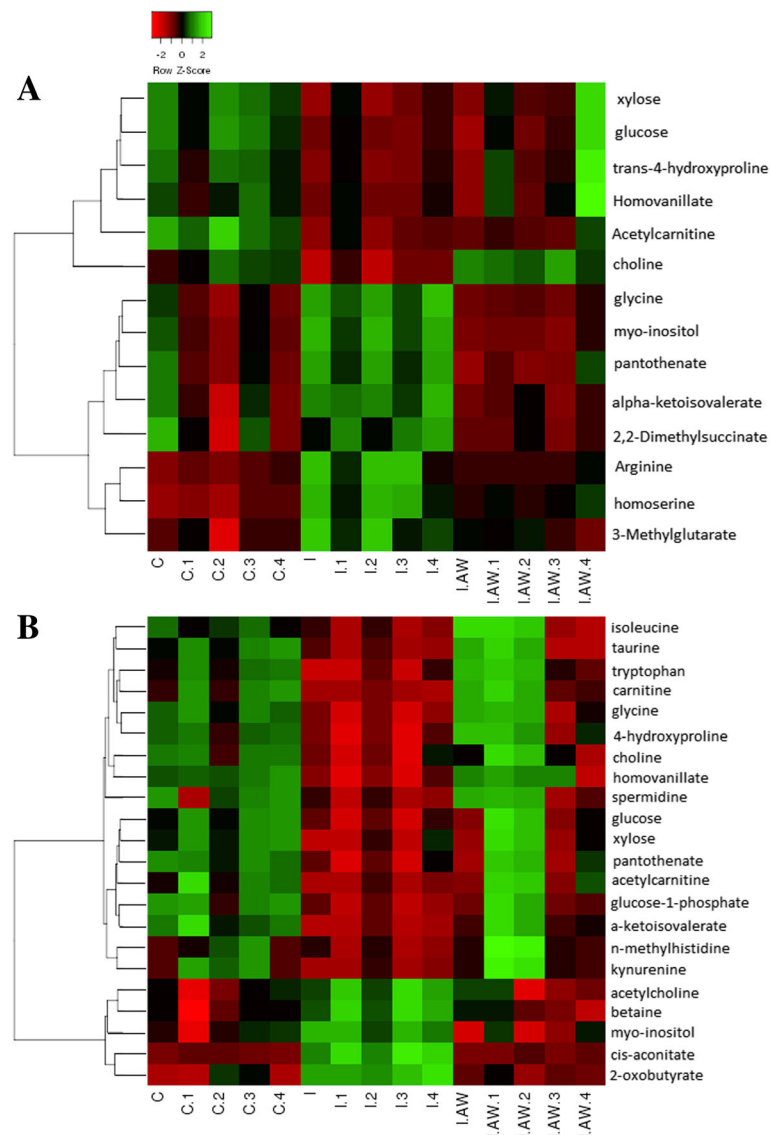 -2 0 2
Row Z-Score
A
xylose
glucose
trans-4-hydroxyproline
Homovanillate
Acetylcarnitine
choline
glycine
myo-inositol
pantothenate
alpha-ketoisovalerate
2,2-Dimethylsuccinate
Arginine
homoserine
3-Methylglutarate
C C.1 C.2 C.3 C.4 I I.1 I.2 I.3 I.4 I.AW I.AW.1 I.AW.2 I.AW.3 I.AW.4
B
isoleucine
taurine
tryptophan
carnitine
glycine
4-hydroxyproline
choline
homovanillate
spermidine
glucose
xylose
pantothenate
acetylcarnitine
glucose-1-phosphate
a-ketoisovalerate
n-methylhistidine
kynurenine
acetylcholine
betaine
myo-inositol
cis-aconitate
2-oxobutyrate
C C.1 C.2 C.3 C.4 I I.1 I.2 I.3 I.4 I.AW I.AW.1 I.AW.2 I.AW.3 I.AW.4